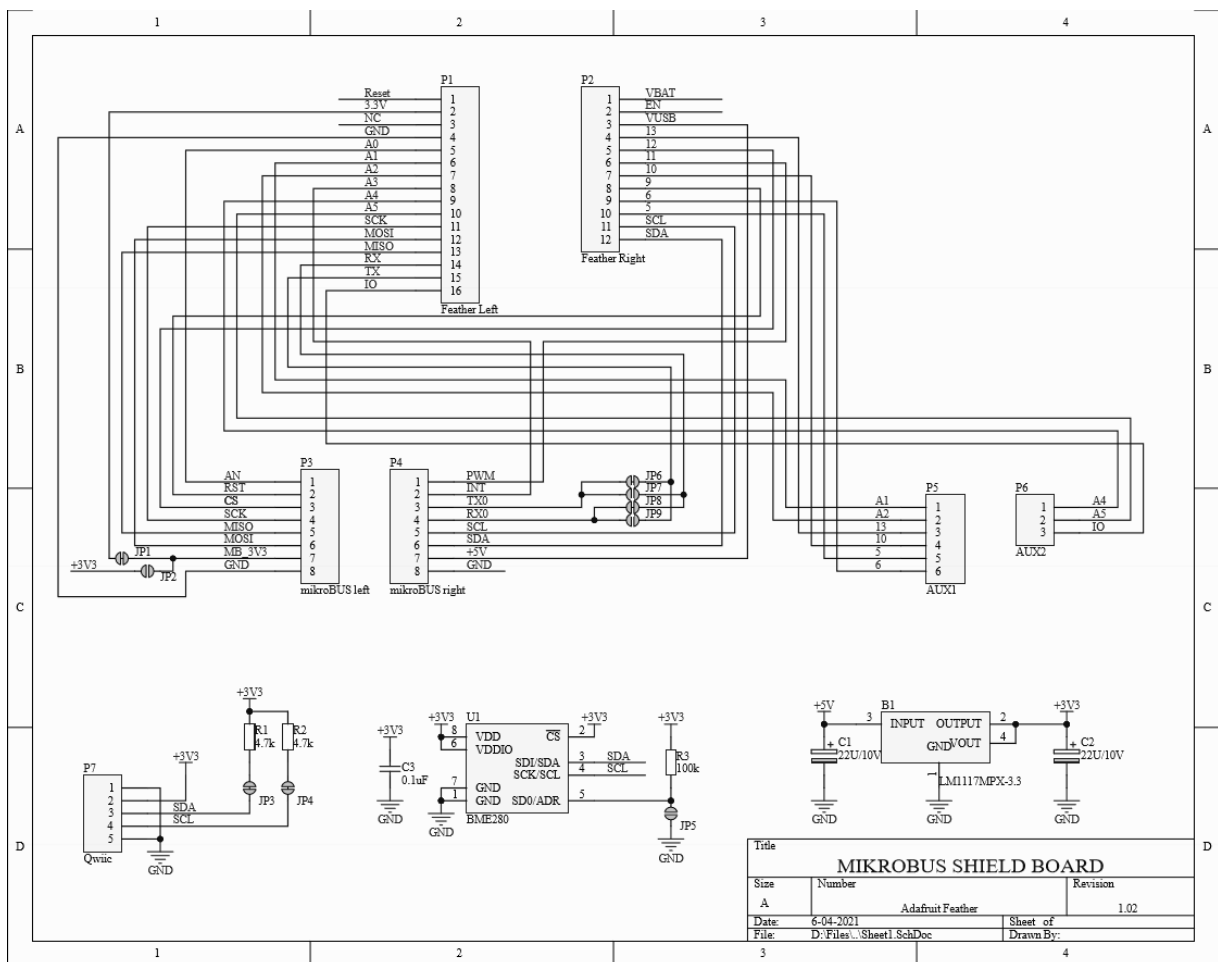 1 2 3 4
A A
B B
C C
D D
P1
Reset 1
3.3V 2
NC 3
GND 4
A0 5
A1 6
A2 7
A3 8
A4 9
A5 10
SCK 11
MOSI 12
MISO 13
RX 14
TX 15
IO 16
Feather Left
P2
1 VBAT
2 EN
3 VUSB
4 13
5 12
6 11
7 10
8 9
9 6
10 5
11 SCL
12 SDA
Feather Right
P3
AN 1
RST 2
CS 3
SCK 4
MISO 5
MOSI 6
MB_3V3 7
GND 8
mikroBUS left
JP1
+3V3
JP2
P4
1 PWM
2 INT
3 TX0
4 RX0
5 SCL
6 SDA
7 +5V
8 GND
mikroBUS right
JP6
JP7
JP8
JP9
P5
A1 1
A2 2
13 3
10 4
5 5
6 6
AUX1
P6
1 A4
2 A5
3 IO
AUX2
+3V3
R1
4.7k
R2
4.7k
+3V3
P7
1
2
3 SDA
4 SCL
5
Qwiic
JP3
JP4
GND
+3V3
C3
0.1uF
GND
+3V3
U1
8 VDD
6 VDDIO
7 GND
1 GND
CS 2
SDI/SDA 3 SDA
SCK/SCL 4 SCL
SD0/ADR 5
BME280
GND
+3V3
+3V3
R3
100k
JP5
GND
+5V
C1
22U/10V
GND
B1
3 INPUT OUTPUT 2
GND VOUT 4
1
LM1117MPX-3.3
GND
+3V3
C2
22U/10V
GND
Title
MIKROBUS SHIELD BOARD
Size Number Revision
A Adafruit Feather 1.02
Date: 6-04-2021 Sheet of
File: D:\Files\..\Sheet1.SchDoc Drawn By:
1 2 3 4